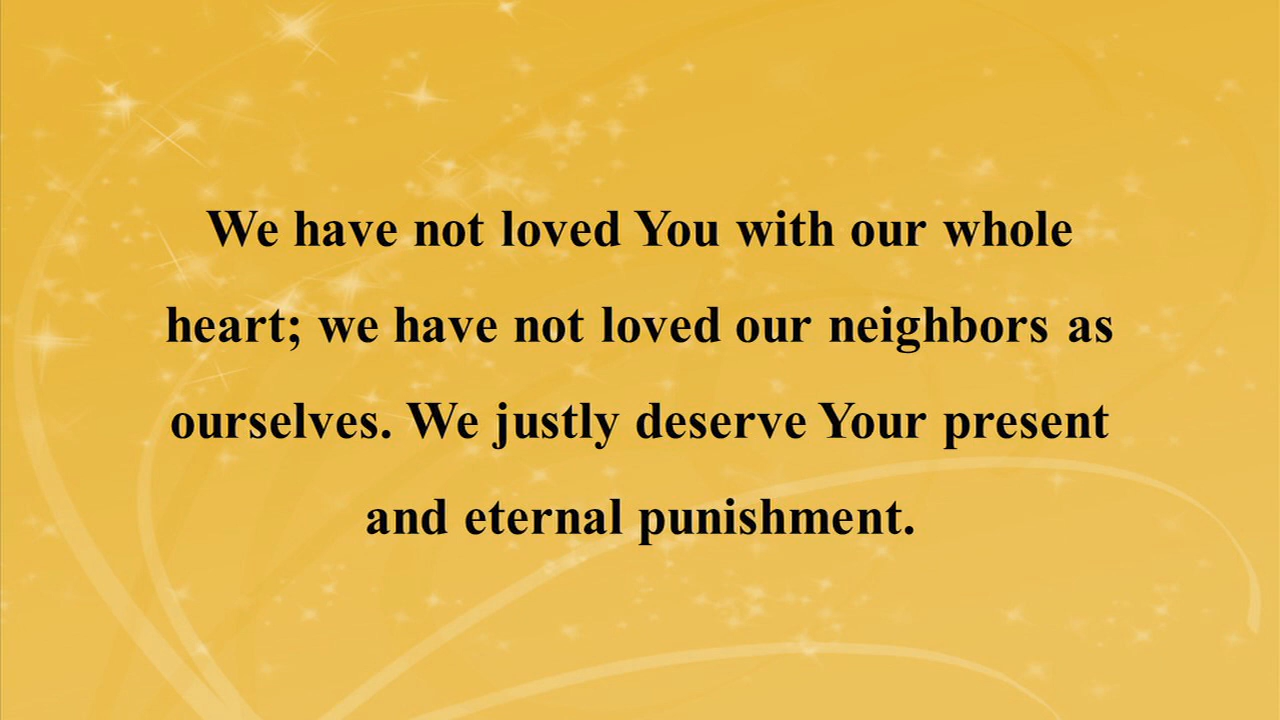 We have not loved You with our whole
heart; we have not loved our neighbors as
ourselves. We justly deserve Your present
and eternal punishment.